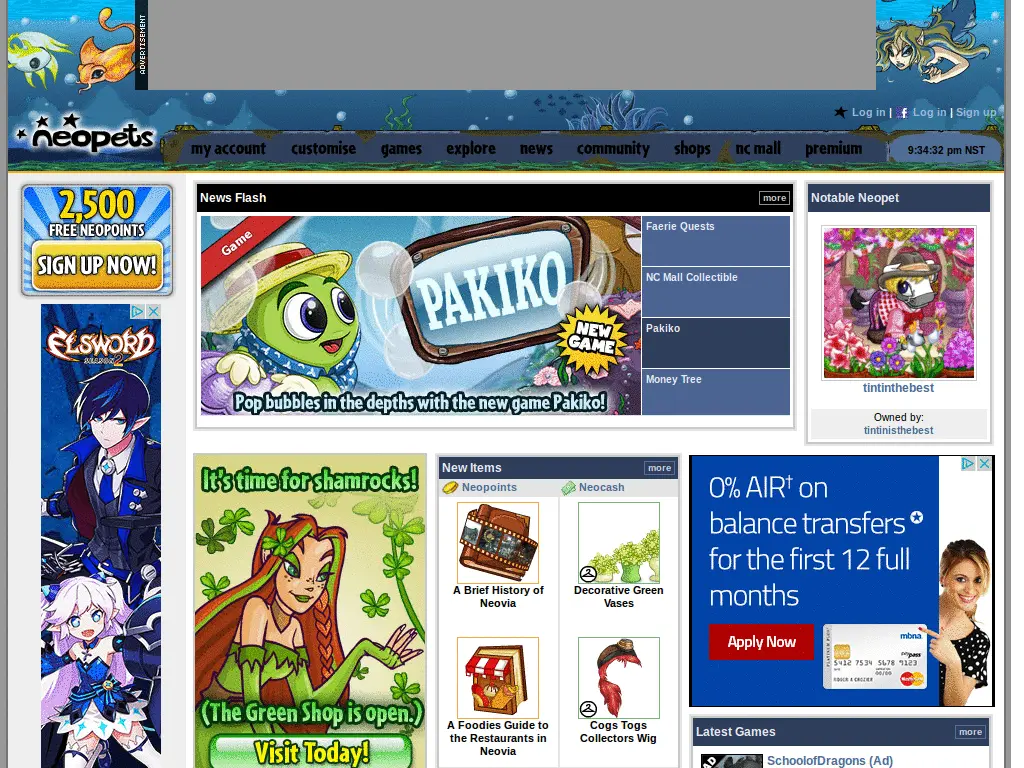 ADVERTISEMENT
Log in | Log in | Sign up
neopets
my account customise games explore news community shops nc mall premium 9:34:32 pm NST
2,500
FREE NEOPOINTS
SIGN UP NOW!
News Flash more
Game
PAKIKO
NEW
GAME
Pop bubbles in the depths with the new game Pakiko!
Faerie Quests
NC Mall Collectible
Pakiko
Money Tree
Notable Neopet
tintinthebest
Owned by:
tintinisthebest
ELSWORD
SEASON 2
It's time for shamrocks!
(The Green Shop is open.)
Visit Today!
New Items more
Neopoints Neocash
A Brief History of
Neovia
Decorative Green
Vases
A Foodies Guide to
the Restaurants in
Neovia
Cogs Togs
Collectors Wig
0% AIR† on
balance transfers
for the first 12 full
months
Apply Now
mbna
5412 7534 5678 9123
MasterCard
Latest Games more
AD
SchoolofDragons (Ad)